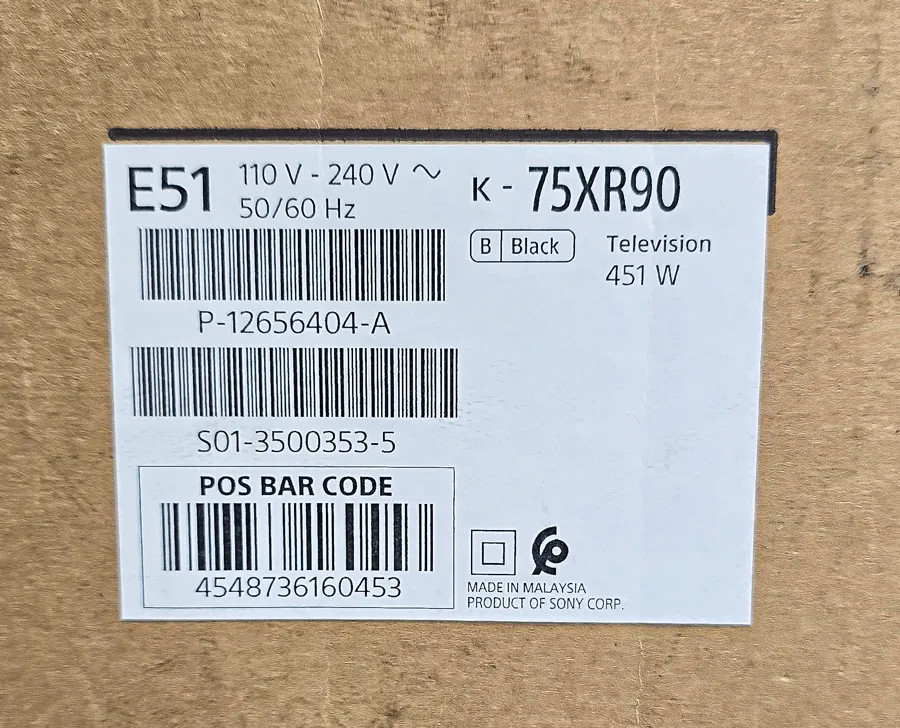 E51 110 V - 240 V ~
50/60 Hz
K - 75XR90
B Black
Television
451 W
P-12656404-A
S01-3500353-5
POS BAR CODE
4548736160453
MADE IN MALAYSIA
PRODUCT OF SONY CORP.